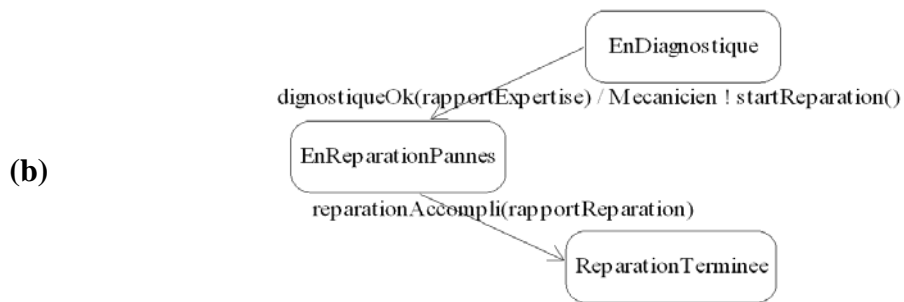 EnDiagnostique
dignostiqueOk(rapportExpertise) / Mecanicien ! startReparation()
(b)
EnReparationPannes
reparationAccompli(rapportReparation)
ReparationTerminee